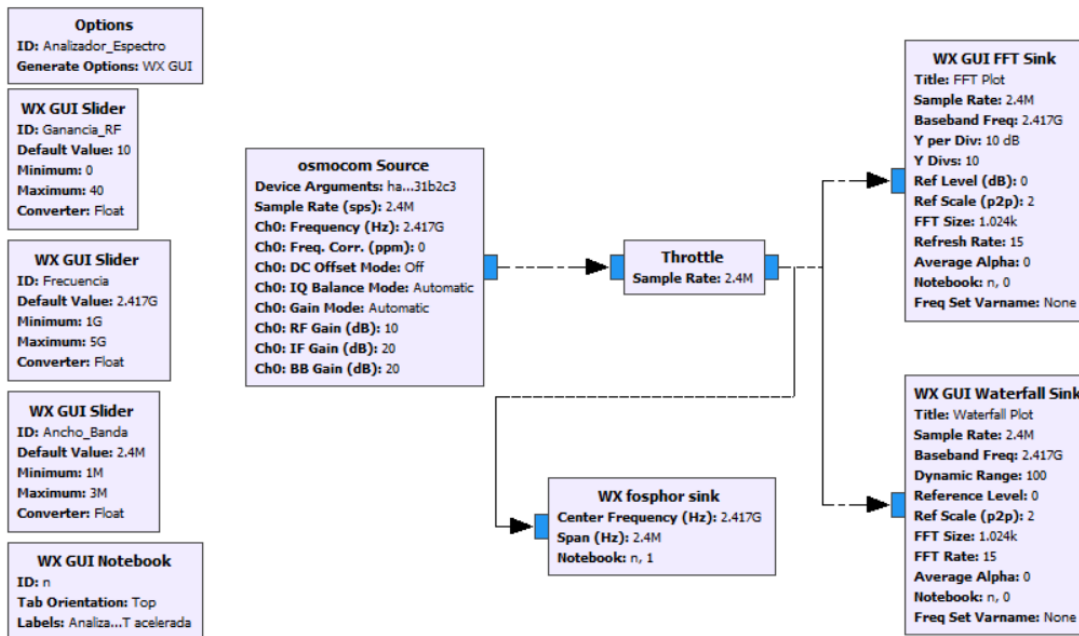 Options
ID: Analizador_Espectro
Generate Options: WX GUI
WX GUI Slider
ID: Ganancia_RF
Default Value: 10
Minimum: 0
Maximum: 40
Converter: Float
WX GUI Slider
ID: Frecuencia
Default Value: 2.417G
Minimum: 1G
Maximum: 5G
Converter: Float
WX GUI Slider
ID: Ancho_Banda
Default Value: 2.4M
Minimum: 1M
Maximum: 3M
Converter: Float
WX GUI Notebook
ID: n
Tab Orientation: Top
Labels: Analiza...T acelerada
osmocom Source
Device Arguments: ha...31b2c3
Sample Rate (sps): 2.4M
Ch0: Frequency (Hz): 2.417G
Ch0: Freq. Corr. (ppm): 0
Ch0: DC Offset Mode: Off
Ch0: IQ Balance Mode: Automatic
Ch0: Gain Mode: Automatic
Ch0: RF Gain (dB): 10
Ch0: IF Gain (dB): 20
Ch0: BB Gain (dB): 20
Throttle
Sample Rate: 2.4M
WX fosphor sink
Center Frequency (Hz): 2.417G
Span (Hz): 2.4M
Notebook: n, 1
WX GUI FFT Sink
Title: FFT Plot
Sample Rate: 2.4M
Baseband Freq: 2.417G
Y per Div: 10 dB
Y Divs: 10
Ref Level (dB): 0
Ref Scale (p2p): 2
FFT Size: 1.024k
Refresh Rate: 15
Average Alpha: 0
Notebook: n, 0
Freq Set Varname: None
WX GUI Waterfall Sink
Title: Waterfall Plot
Sample Rate: 2.4M
Baseband Freq: 2.417G
Dynamic Range: 100
Reference Level: 0
Ref Scale (p2p): 2
FFT Size: 1.024k
FFT Rate: 15
Average Alpha: 0
Notebook: n, 0
Freq Set Varname: None